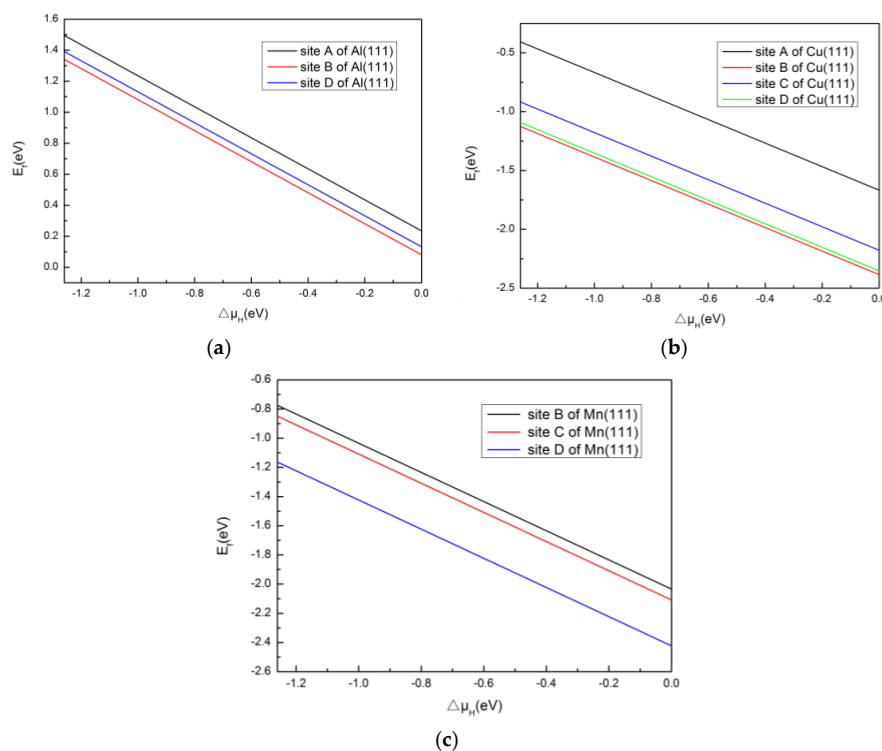 1.6
1.4
1.2
1.0
0.8
0.6
0.4
0.2
0.0
E_f(eV)
site A of Al(111)
site B of Al(111)
site D of Al(111)
-1.2 -1.0 -0.8 -0.6 -0.4 -0.2 0.0
△μ_H(eV)
(a)
-0.5
-1.0
-1.5
-2.0
-2.5
E_f(eV)
site A of Cu(111)
site B of Cu(111)
site C of Cu(111)
site D of Cu(111)
-1.2 -1.0 -0.8 -0.6 -0.4 -0.2 0.0
△μ_H(eV)
(b)
-0.6
-0.8
-1.0
-1.2
-1.4
-1.6
-1.8
-2.0
-2.2
-2.4
-2.6
E_f(eV)
site B of Mn(111)
site C of Mn(111)
site D of Mn(111)
-1.2 -1.0 -0.8 -0.6 -0.4 -0.2 0.0
△μ_H(eV)
(c)